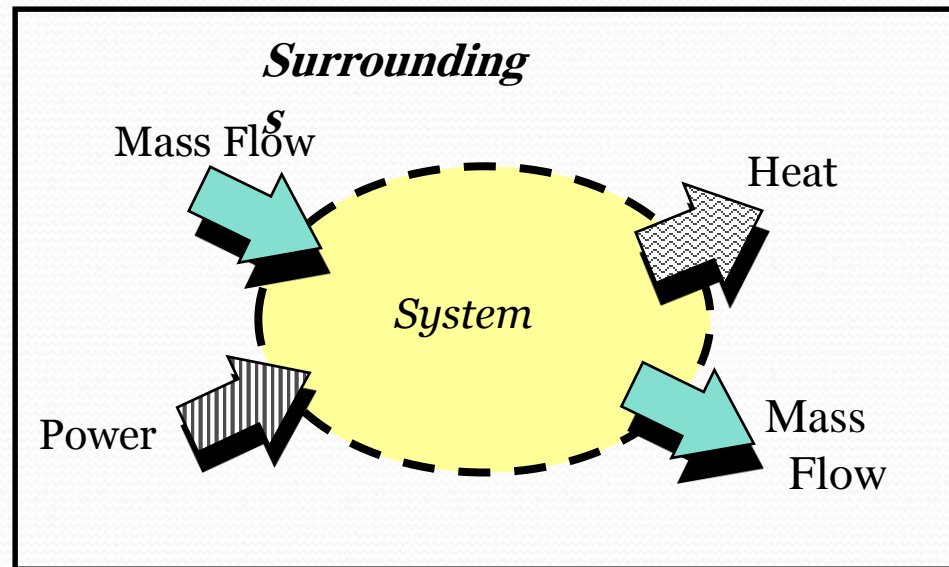 Surrounding
s
Mass Flow
Heat
System
Power
Mass
Flow